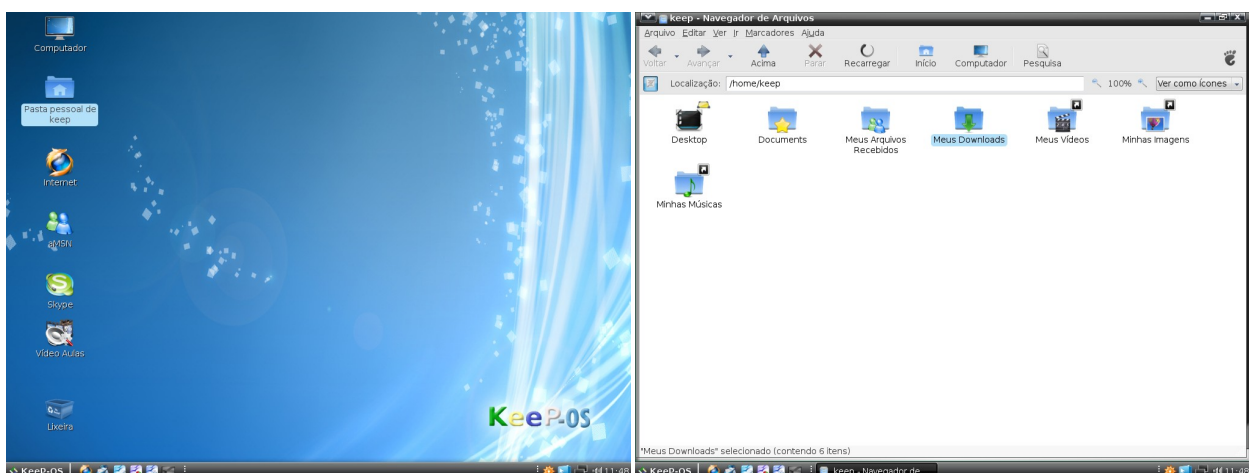 Computador
Pasta pessoal de
keep
Internet
aMSN
Skype
Vídeo Aulas
Lixeira
KeeP-OS
KeeP-OS
11:48
keep - Navegador de Arquivos
Arquivo Editar Ver Ir Marcadores Ajuda
Voltar Avançar Acima Parar Recarregar Início Computador Pesquisa
Localização: /home/keep 100% Ver como Ícones
Desktop Documents Meus Arquivos Recebidos Meus Downloads Meus Vídeos Minhas Imagens
Minhas Músicas
"Meus Downloads" selecionado (contendo 6 itens)
KeeP-OS keep - Navegador de 11:48